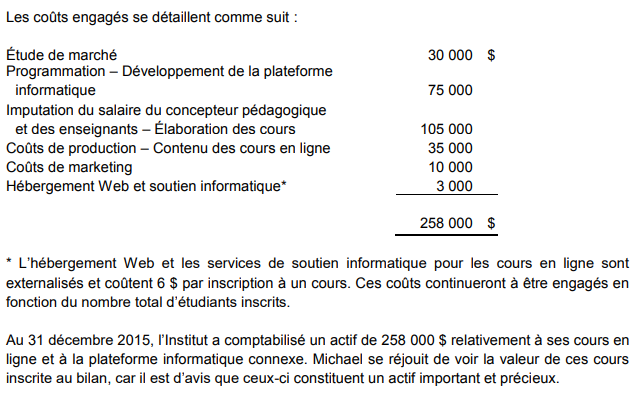 Les coûts engagés se détaillent comme suit :
Étude de marché 30 000 $
Programmation – Développement de la plateforme
informatique 75 000
Imputation du salaire du concepteur pédagogique
et des enseignants – Élaboration des cours 105 000
Coûts de production – Contenu des cours en ligne 35 000
Coûts de marketing 10 000
Hébergement Web et soutien informatique* 3 000
258 000 $
* L’hébergement Web et les services de soutien informatique pour les cours en ligne sont
externalisés et coûtent 6 $ par inscription à un cours. Ces coûts continueront à être engagés en
fonction du nombre total d’étudiants inscrits.
Au 31 décembre 2015, l’Institut a comptabilisé un actif de 258 000 $ relativement à ses cours en
ligne et à la plateforme informatique connexe. Michael se réjouit de voir la valeur de ces cours
inscrite au bilan, car il est d’avis que ceux-ci constituent un actif important et précieux.